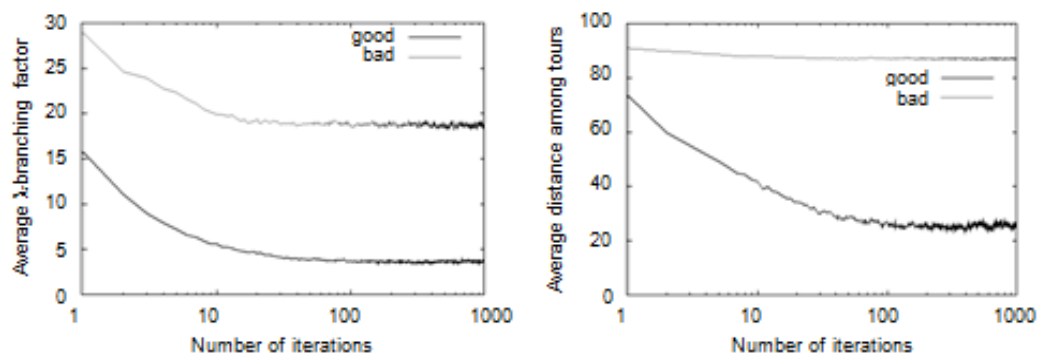 Average λ-branching factor
30
25
20
15
10
5
0
1
10
100
1000
Number of iterations
good
bad
Average distance among tours
100
80
60
40
20
0
1
10
100
1000
Number of iterations
good
bad